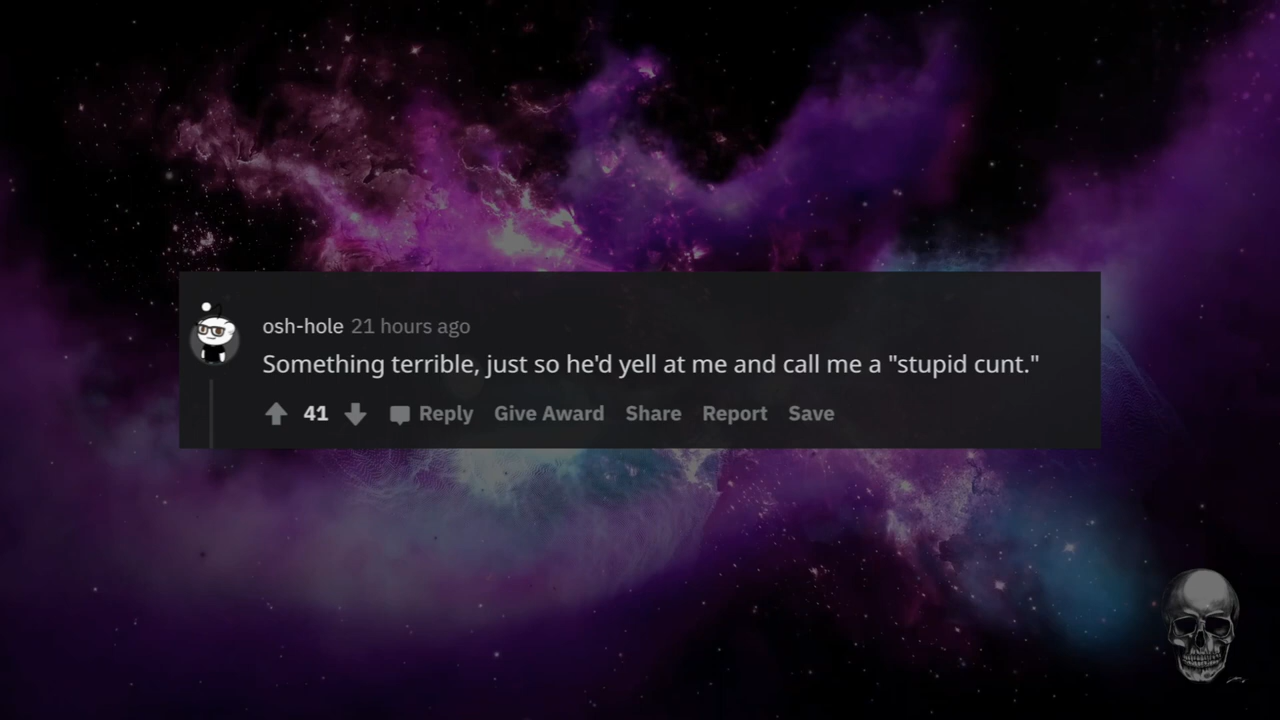 osh-hole 21 hours ago
Something terrible, just so he'd yell at me and call me a "stupid cunt."
41 Reply Give Award Share Report Save